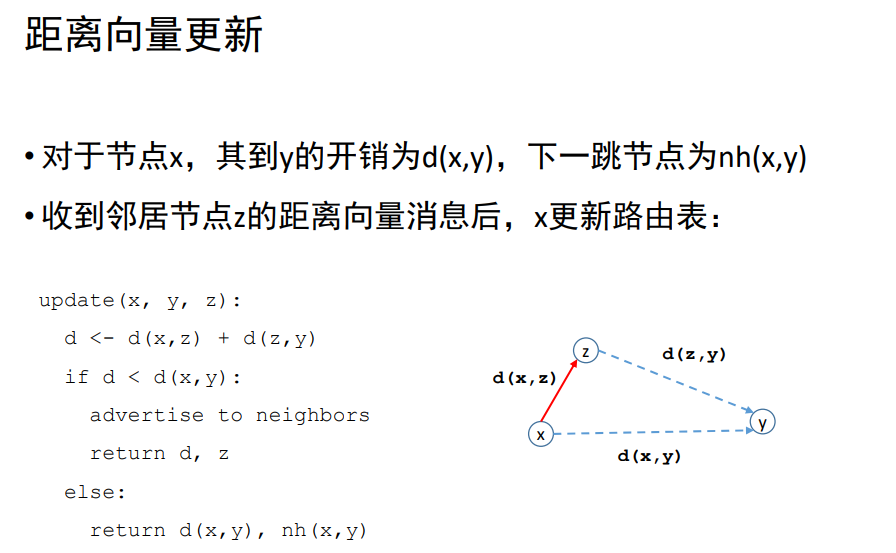 距离向量更新
• 对于节点x，其到y的开销为d(x,y)，下一跳节点为nh(x,y)
• 收到邻居节点z的距离向量消息后，x更新路由表：
update(x, y, z):
d <- d(x,z) + d(z,y)
if d < d(x,y):
advertise to neighbors
return d, z
else:
return d(x,y), nh(x,y)
z
d(z,y)
d(x,z)
y
x
d(x,y)